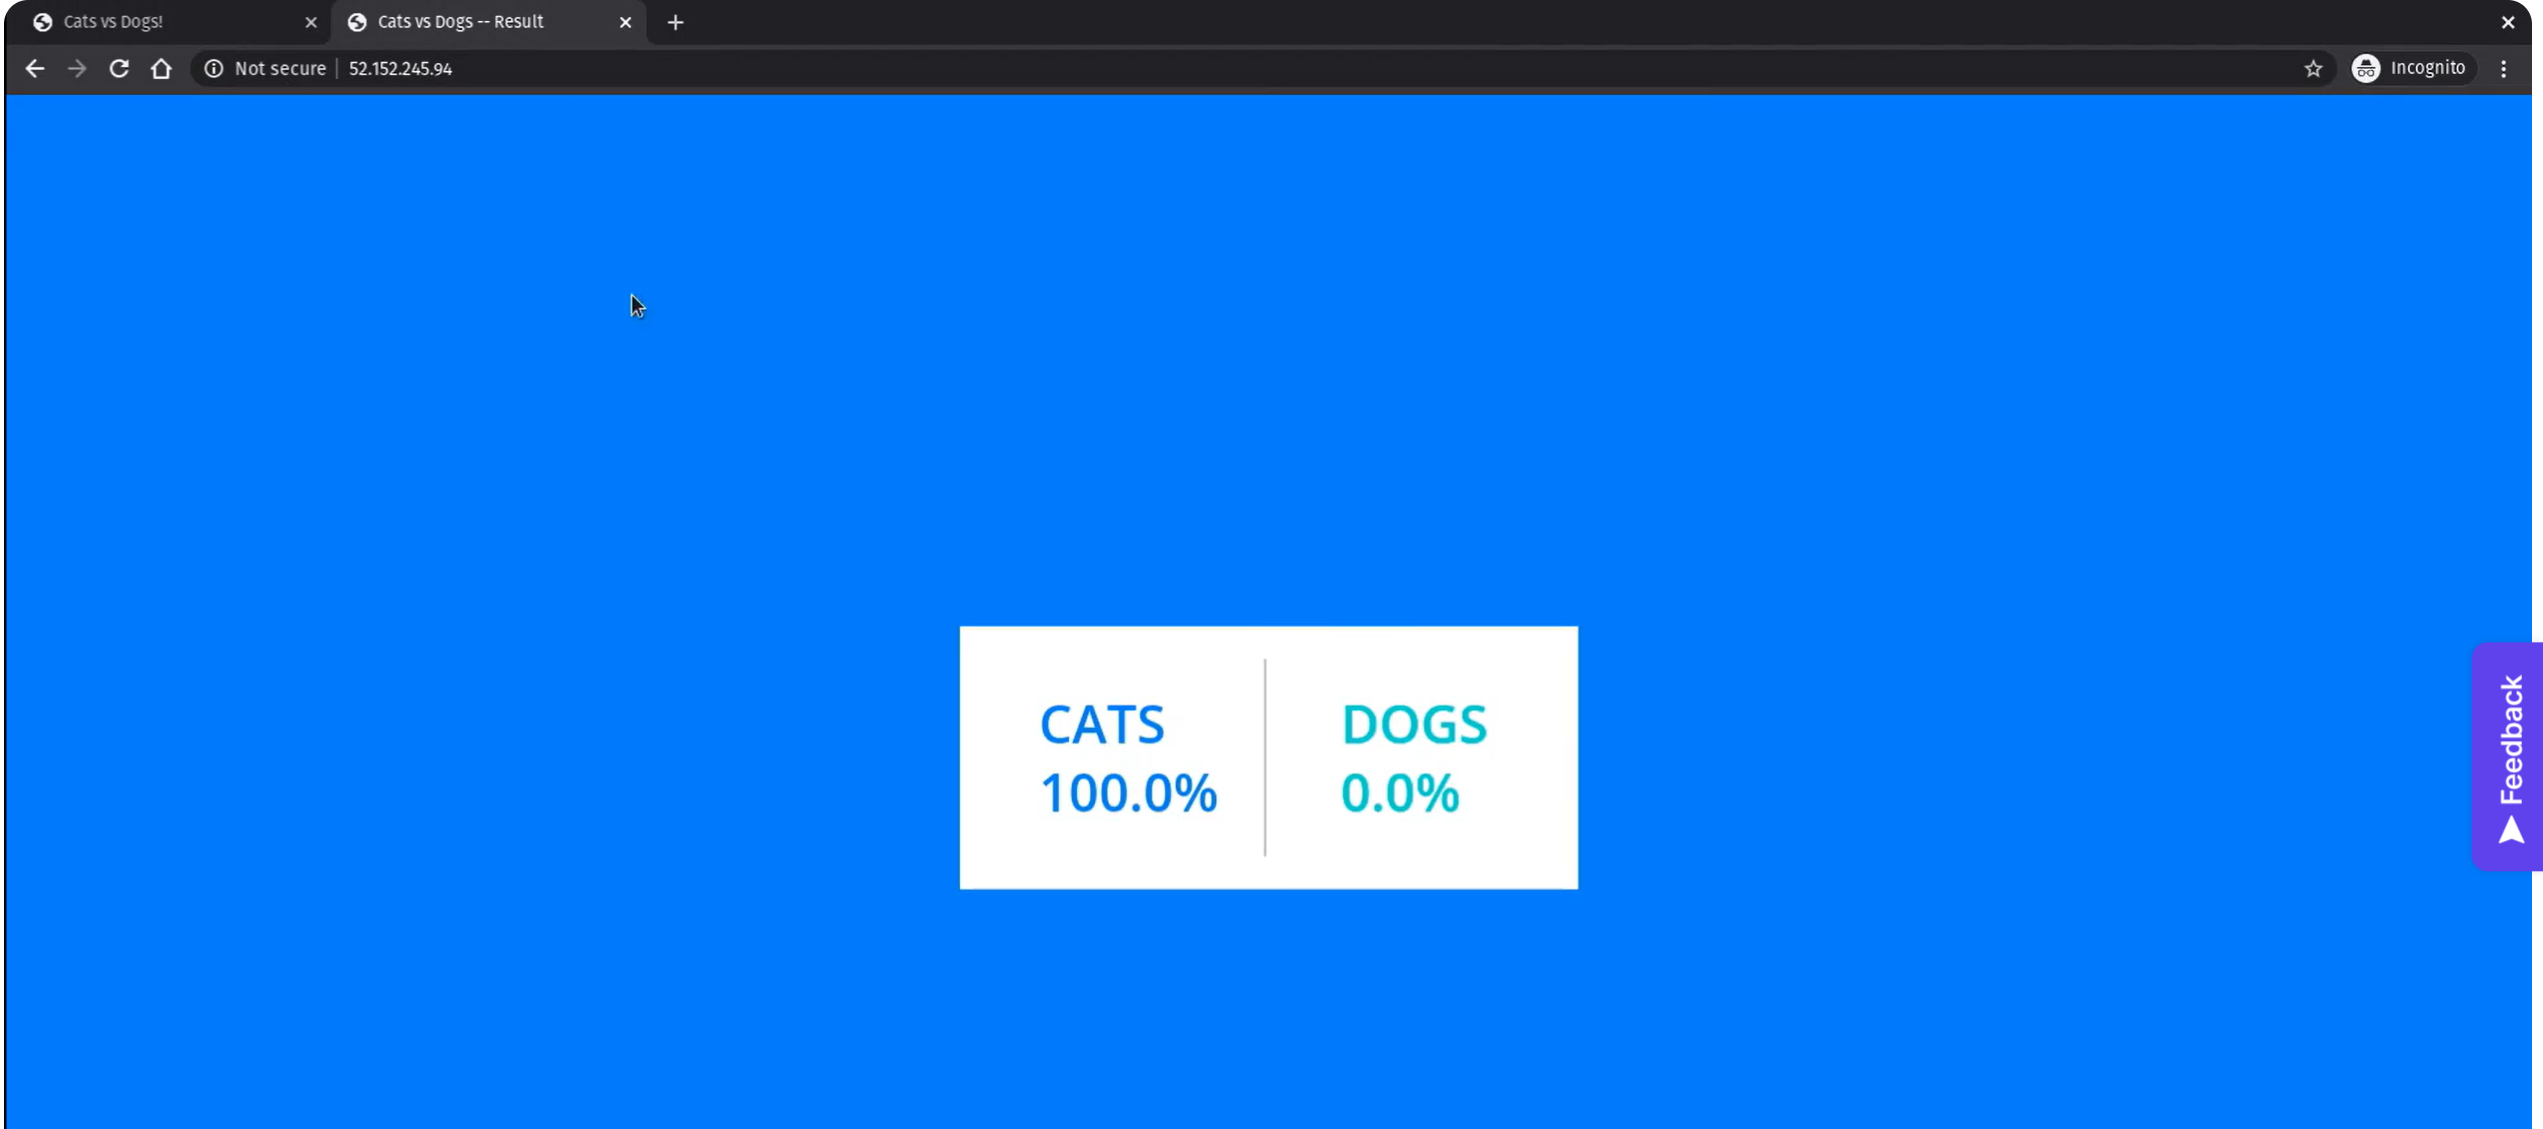 Cats vs Dogs!
Cats vs Dogs -- Result
Not secure
52.152.245.94
Incognito
CATS
100.0%
DOGS
0.0%
Feedback